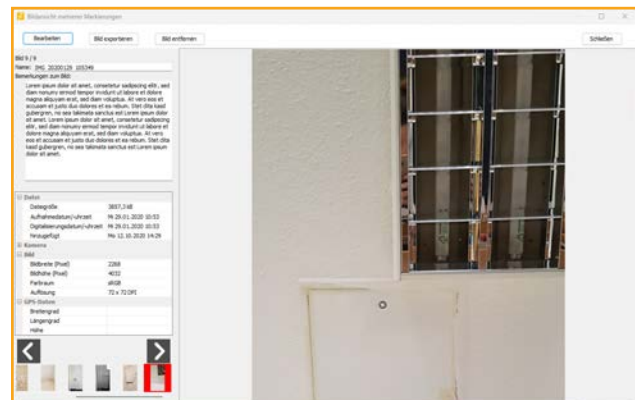 Bildansicht mehrerer Markierungen
Bearbeiten
Bild exportieren
Bild entfernen
Schließen
Bild 9 / 9
Name: IMG_20200129_105346
Bemerkungen zum Bild:
Lorem ipsum dolor sit amet, consetetur sadipscing elitr, sed
diam nonumy eirmod tempor invidunt ut labore et dolore
magna aliquyam erat, sed diam voluptua. At vero eos et
accusam et justo duo dolores et ea rebum. Stet clita kasd
gubergren, no sea takimata sanctus est Lorem ipsum
dolor sit amet. Lorem ipsum dolor sit amet, consetetur sadipscing
elitr, sed diam nonumy eirmod tempor invidunt ut labore et
dolore magna aliquyam erat, sed diam voluptua. At vero
eos et accusam et justo duo dolores et ea rebum. Stet clita
kasd gubergren, no sea takimata sanctus est Lorem ipsum
dolor sit amet.
Datei
Dateigröße 3857,3 kB
Aufnahmedatum/-uhrzeit Mi 29.01.2020 10:53
Digitalisierungsdatum/-uhrzeit Mi 29.01.2020 10:53
hinzugefügt Mo 12.10.2020 14:29
Kamera
Bild
Bildbreite (Pixel) 2268
Bildhöhe (Pixel) 4032
Farbraum sRGB
Auflösung 72 x 72 DPI
GPS-Daten
Breitengrad
Längengrad
Höhe